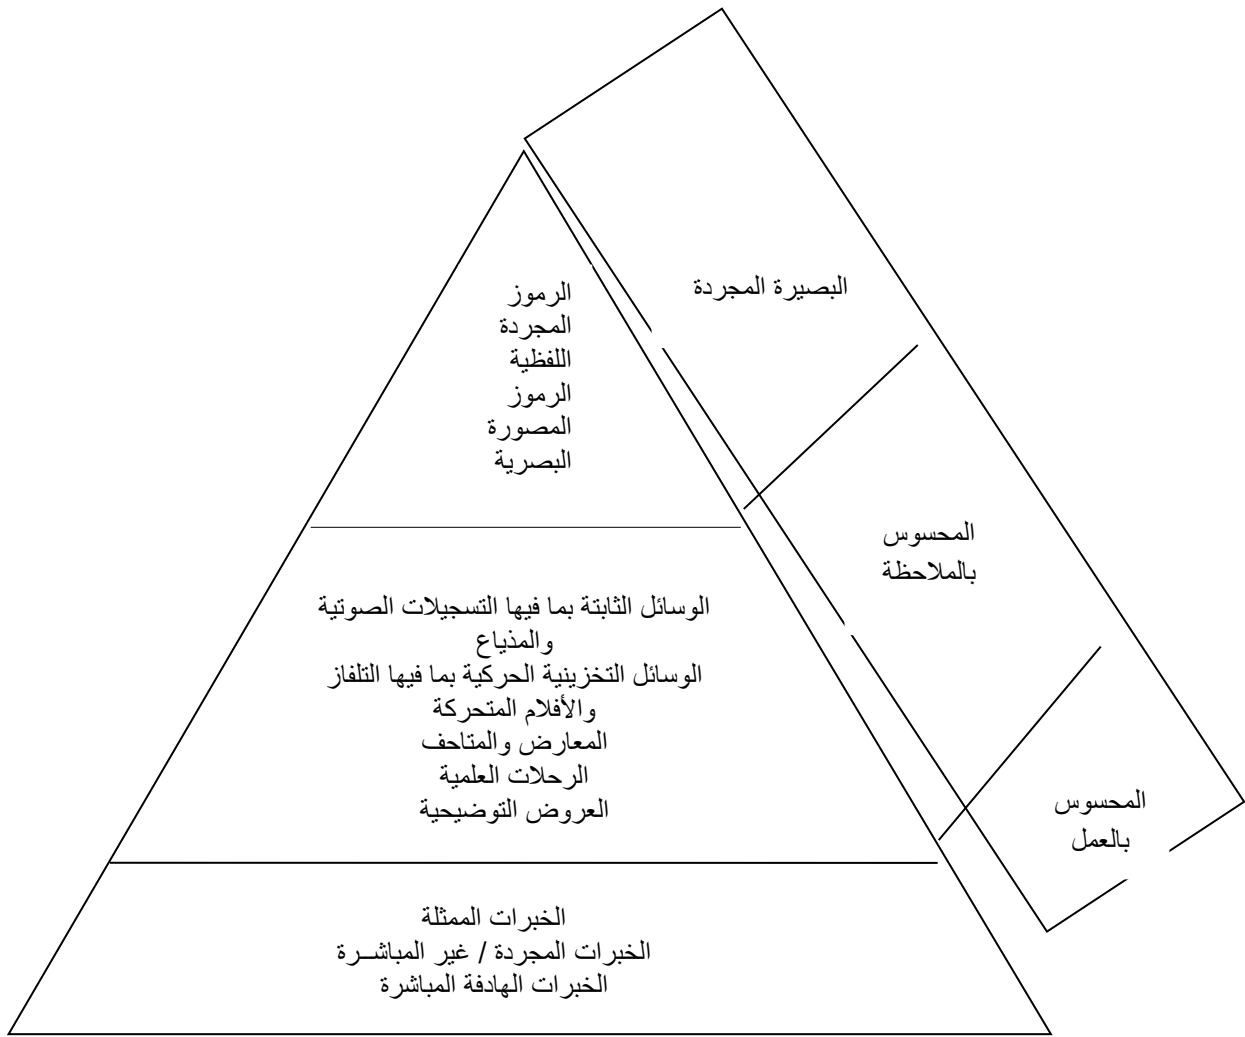 البصيرة المجردة
الرموز
المجردة
اللفظية
الرموز
المصورة
البصرية
المحسوس
بالملاحظة
الوسائل الثابتة بما فيها التسجيلات الصوتية
والمذياع
الوسائل التخزينية الحركية بما فيها التلفاز
والأفلام المتحركة
المعارض والمتاحف
الرحلات العلمية
العروض التوضيحية
المحسوس
بالعمل
الخبرات الممثلة
الخبرات المجردة / غير المباشــرة
الخبرات الهادفة المباشرة